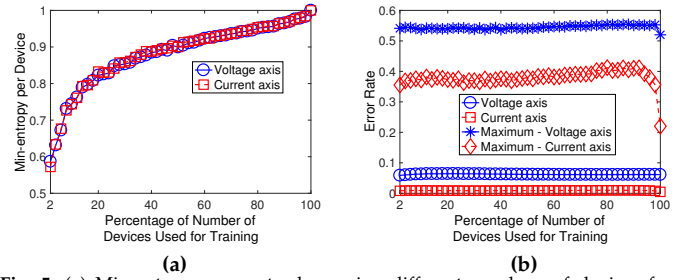 1
0.9
0.8
0.7
0.6
0.5
Min-entropy per Device
Voltage axis
Current axis
2
20
40
60
80
100
Percentage of Number of
Devices Used for Training
(a)
0.6
0.5
0.4
0.3
0.2
0.1
0
Error Rate
Voltage axis
Current axis
Maximum - Voltage axis
Maximum - Current axis
2
20
40
60
80
100
Percentage of Number of
Devices Used for Training
(b)